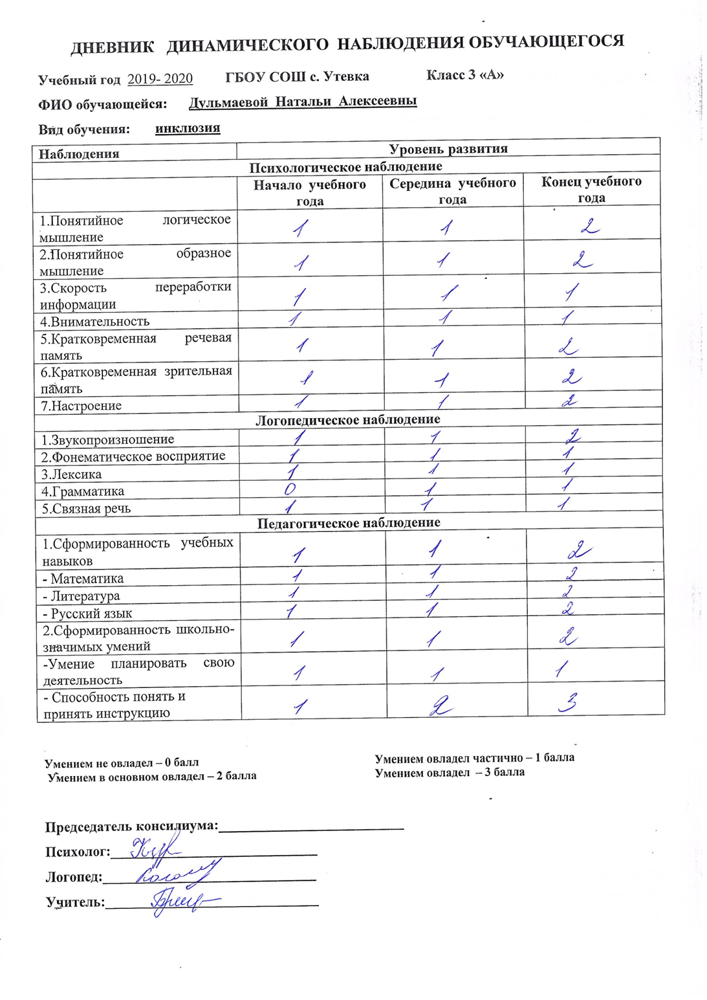 ДНЕВНИК ДИНАМИЧЕСКОГО НАБЛЮДЕНИЯ ОБУЧАЮЩЕГОСЯ
Учебный год 2019- 2020 ГБОУ СОШ с. Утевка Класс 3 «А»
ФИО обучающейся: Дульмаевой Натальи Алексеевны
Вид обучения: инклюзия
Наблюдения Уровень развития
Психологическое наблюдение
Начало учебного Середина учебного Конец учебного
года года года
1.Понятийное логическое
мышление 1 1 2
2.Понятийное образное
мышление 1 1 2
3.Скорость переработки
информации 1 1 1
4.Внимательность 1 1 1
5.Кратковременная речевая
память 1 1 2
6.Кратковременная зрительная
память 1 1 2
7.Настроение 1 1 2
Логопедическое наблюдение
1.Звукопроизношение 1 1 2
2.Фонематическое восприятие 1 1 1
3.Лексика 1 1 1
4.Грамматика 0 1 1
5.Связная речь 1 1 1
Педагогическое наблюдение
1.Сформированность учебных
навыков 1 1 2
- Математика 1 1 2
- Литература 1 1 2
- Русский язык 1 1 2
2.Сформированность школьно-
значимых умений 1 1 2
-Умение планировать свою
деятельность 1 1 1
- Способность понять и
принять инструкцию 1 2 3
Умением не овладел – 0 балл Умением овладел частично – 1 балла
Умением в основном овладел – 2 балла Умением овладел – 3 балла
Председатель консилиума:
Психолог:
Логопед:
Учитель: